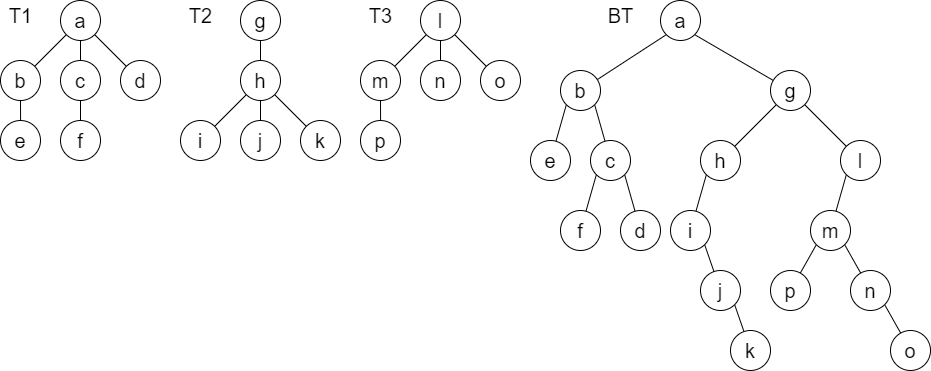 T1 a T2 g T3 l BT a
b c d h m n o b g
e f i j k p e c h l
f d i m
j p n
k o